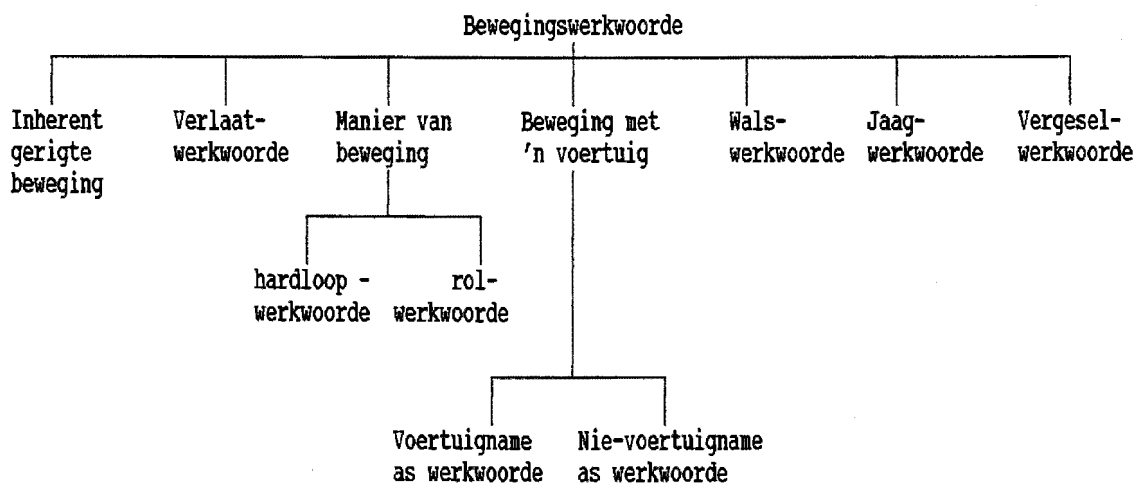 Bewegingswerkwoorde
Inherent
gerigte
beweging
Verlaat-
werkwoorde
Manier van
beweging
Beweging met
'n voertuig
Wals-
werkwoorde
Jaag-
werkwoorde
Vergesel-
werkwoorde
hardloop -
werkwoorde
rol-
werkwoorde
Voertuigname
as werkwoorde
Nie-voertuigname
as werkwoorde